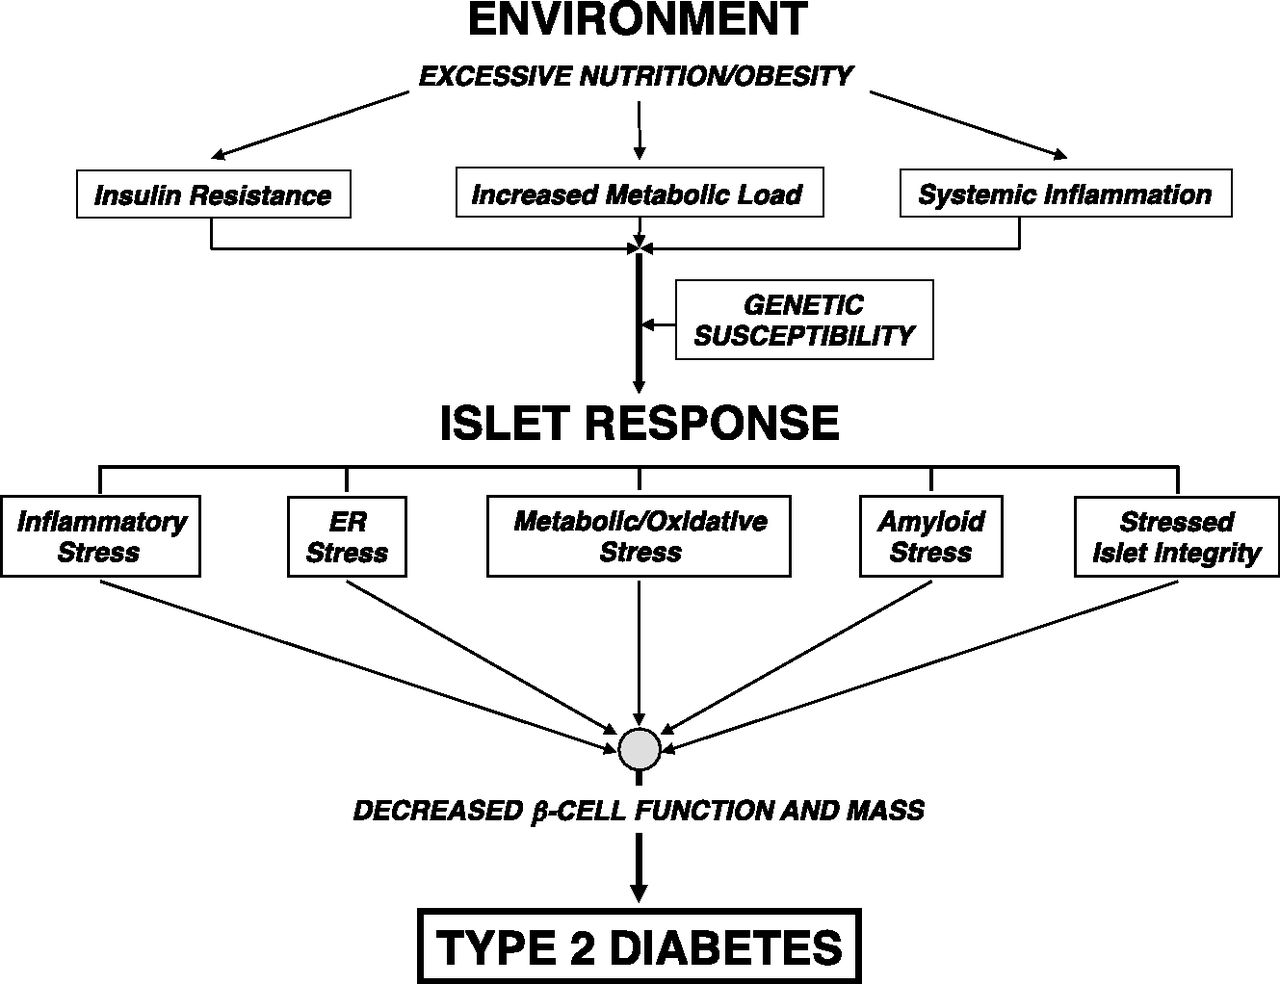 ENVIRONMENT
EXCESSIVE NUTRITION/OBESITY
Insulin Resistance
Increased Metabolic Load
Systemic Inflammation
GENETIC
SUSCEPTIBILITY
ISLET RESPONSE
Inflammatory
Stress
ER
Stress
Metabolic/Oxidative
Stress
Amyloid
Stress
Stressed
Islet Integrity
DECREASED β-CELL FUNCTION AND MASS
TYPE 2 DIABETES